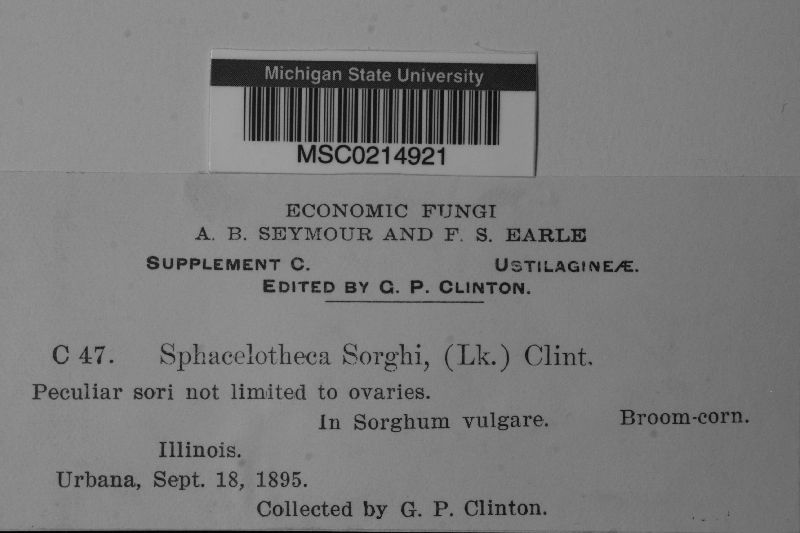 Michigan State University
MSC0214921
ECONOMIC FUNGI
A. B. SEYMOUR AND F. S. EARLE
SUPPLEMENT C. USTILAGINEÆ.
EDITED BY G. P. CLINTON.
C 47. Sphacelotheca Sorghi, (Lk.) Clint.
Peculiar sori not limited to ovaries.
In Sorghum vulgare. Broom-corn.
Illinois.
Urbana, Sept. 18, 1895.
Collected by G. P. Clinton.